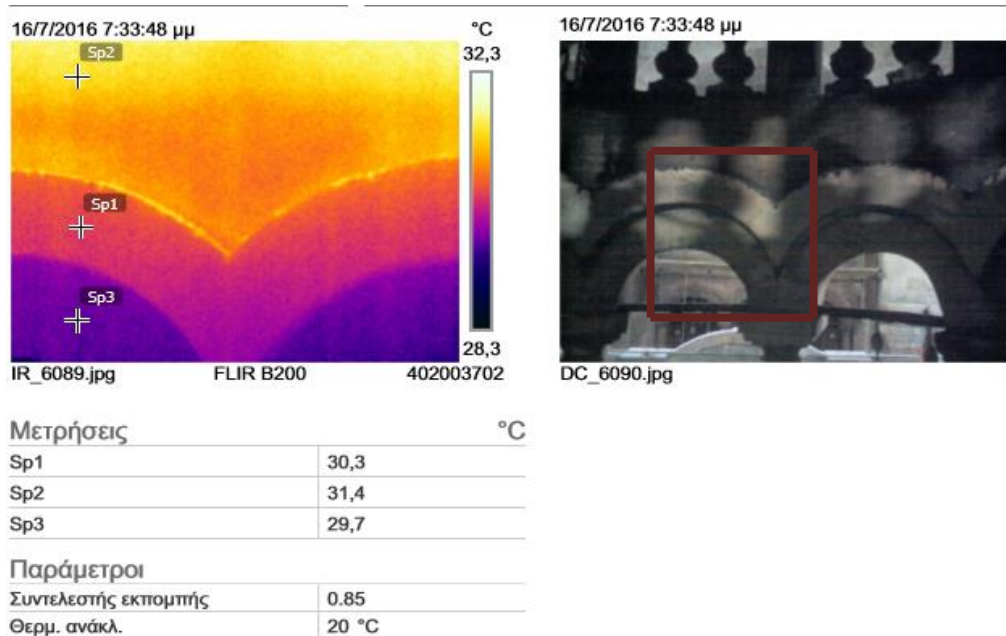 16/7/2016 7:33:48 μμ
°C
16/7/2016 7:33:48 μμ
Sp2
32,3
Sp1
Sp3
28,3
IR_6089.jpg FLIR B200 402003702
DC_6090.jpg
Μετρήσεις °C
Sp1 30,3
Sp2 31,4
Sp3 29,7
Παράμετροι
Συντελεστής εκπομπής 0.85
Θερμ. ανάκλ. 20 °C